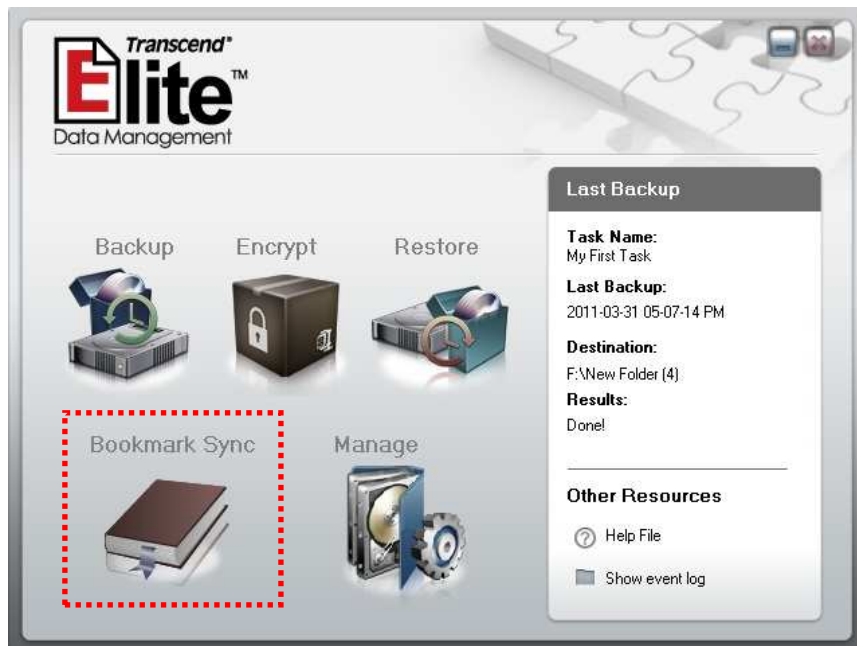 Transcend®
Elite™
Data Management
Last Backup
Task Name:
My First Task
Last Backup:
2011-03-31 05-07-14 PM
Destination:
F:\New Folder (4)
Results:
Done!
Other Resources
Help File
Show event log
Backup Encrypt Restore
Bookmark Sync Manage